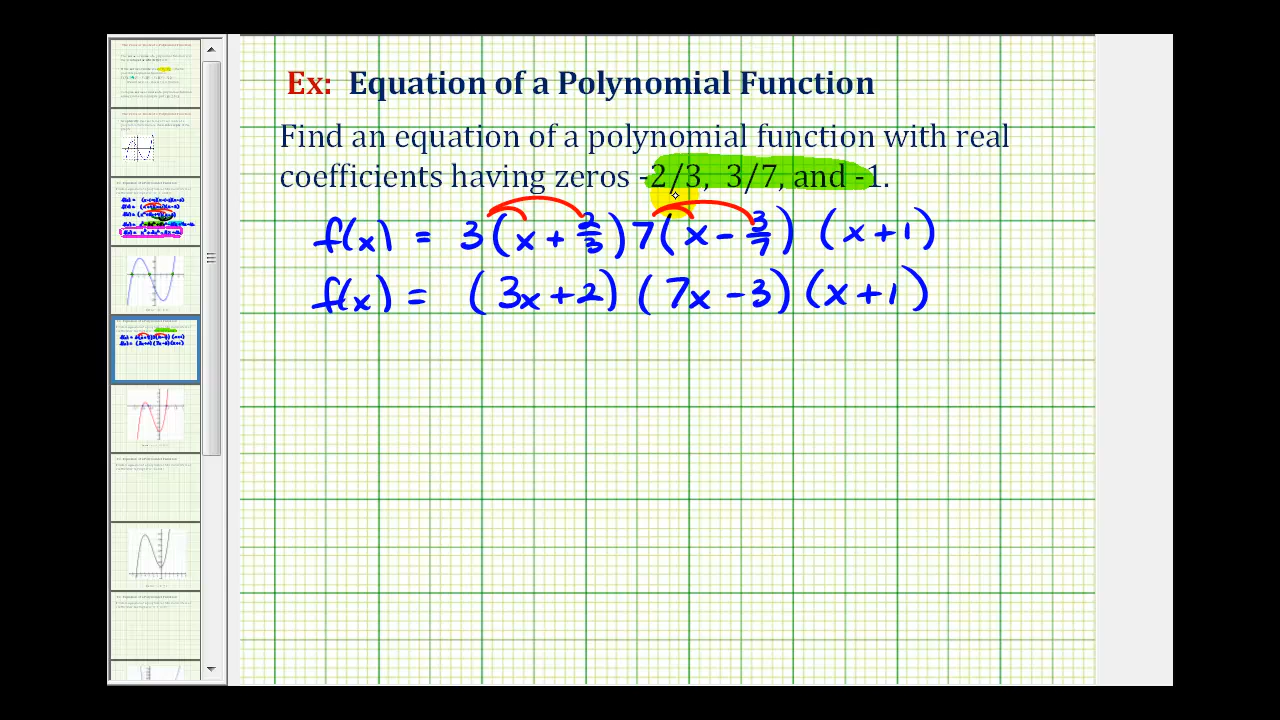 Ex: Equation of a Polynomial Function
Find an equation of a polynomial function with real
coefficients having zeros -2/3, 3/7, and -1.
f(x) = 3(x + 2/3) 7(x - 3/7) (x + 1)
f(x) = (3x + 2) (7x - 3) (x + 1)